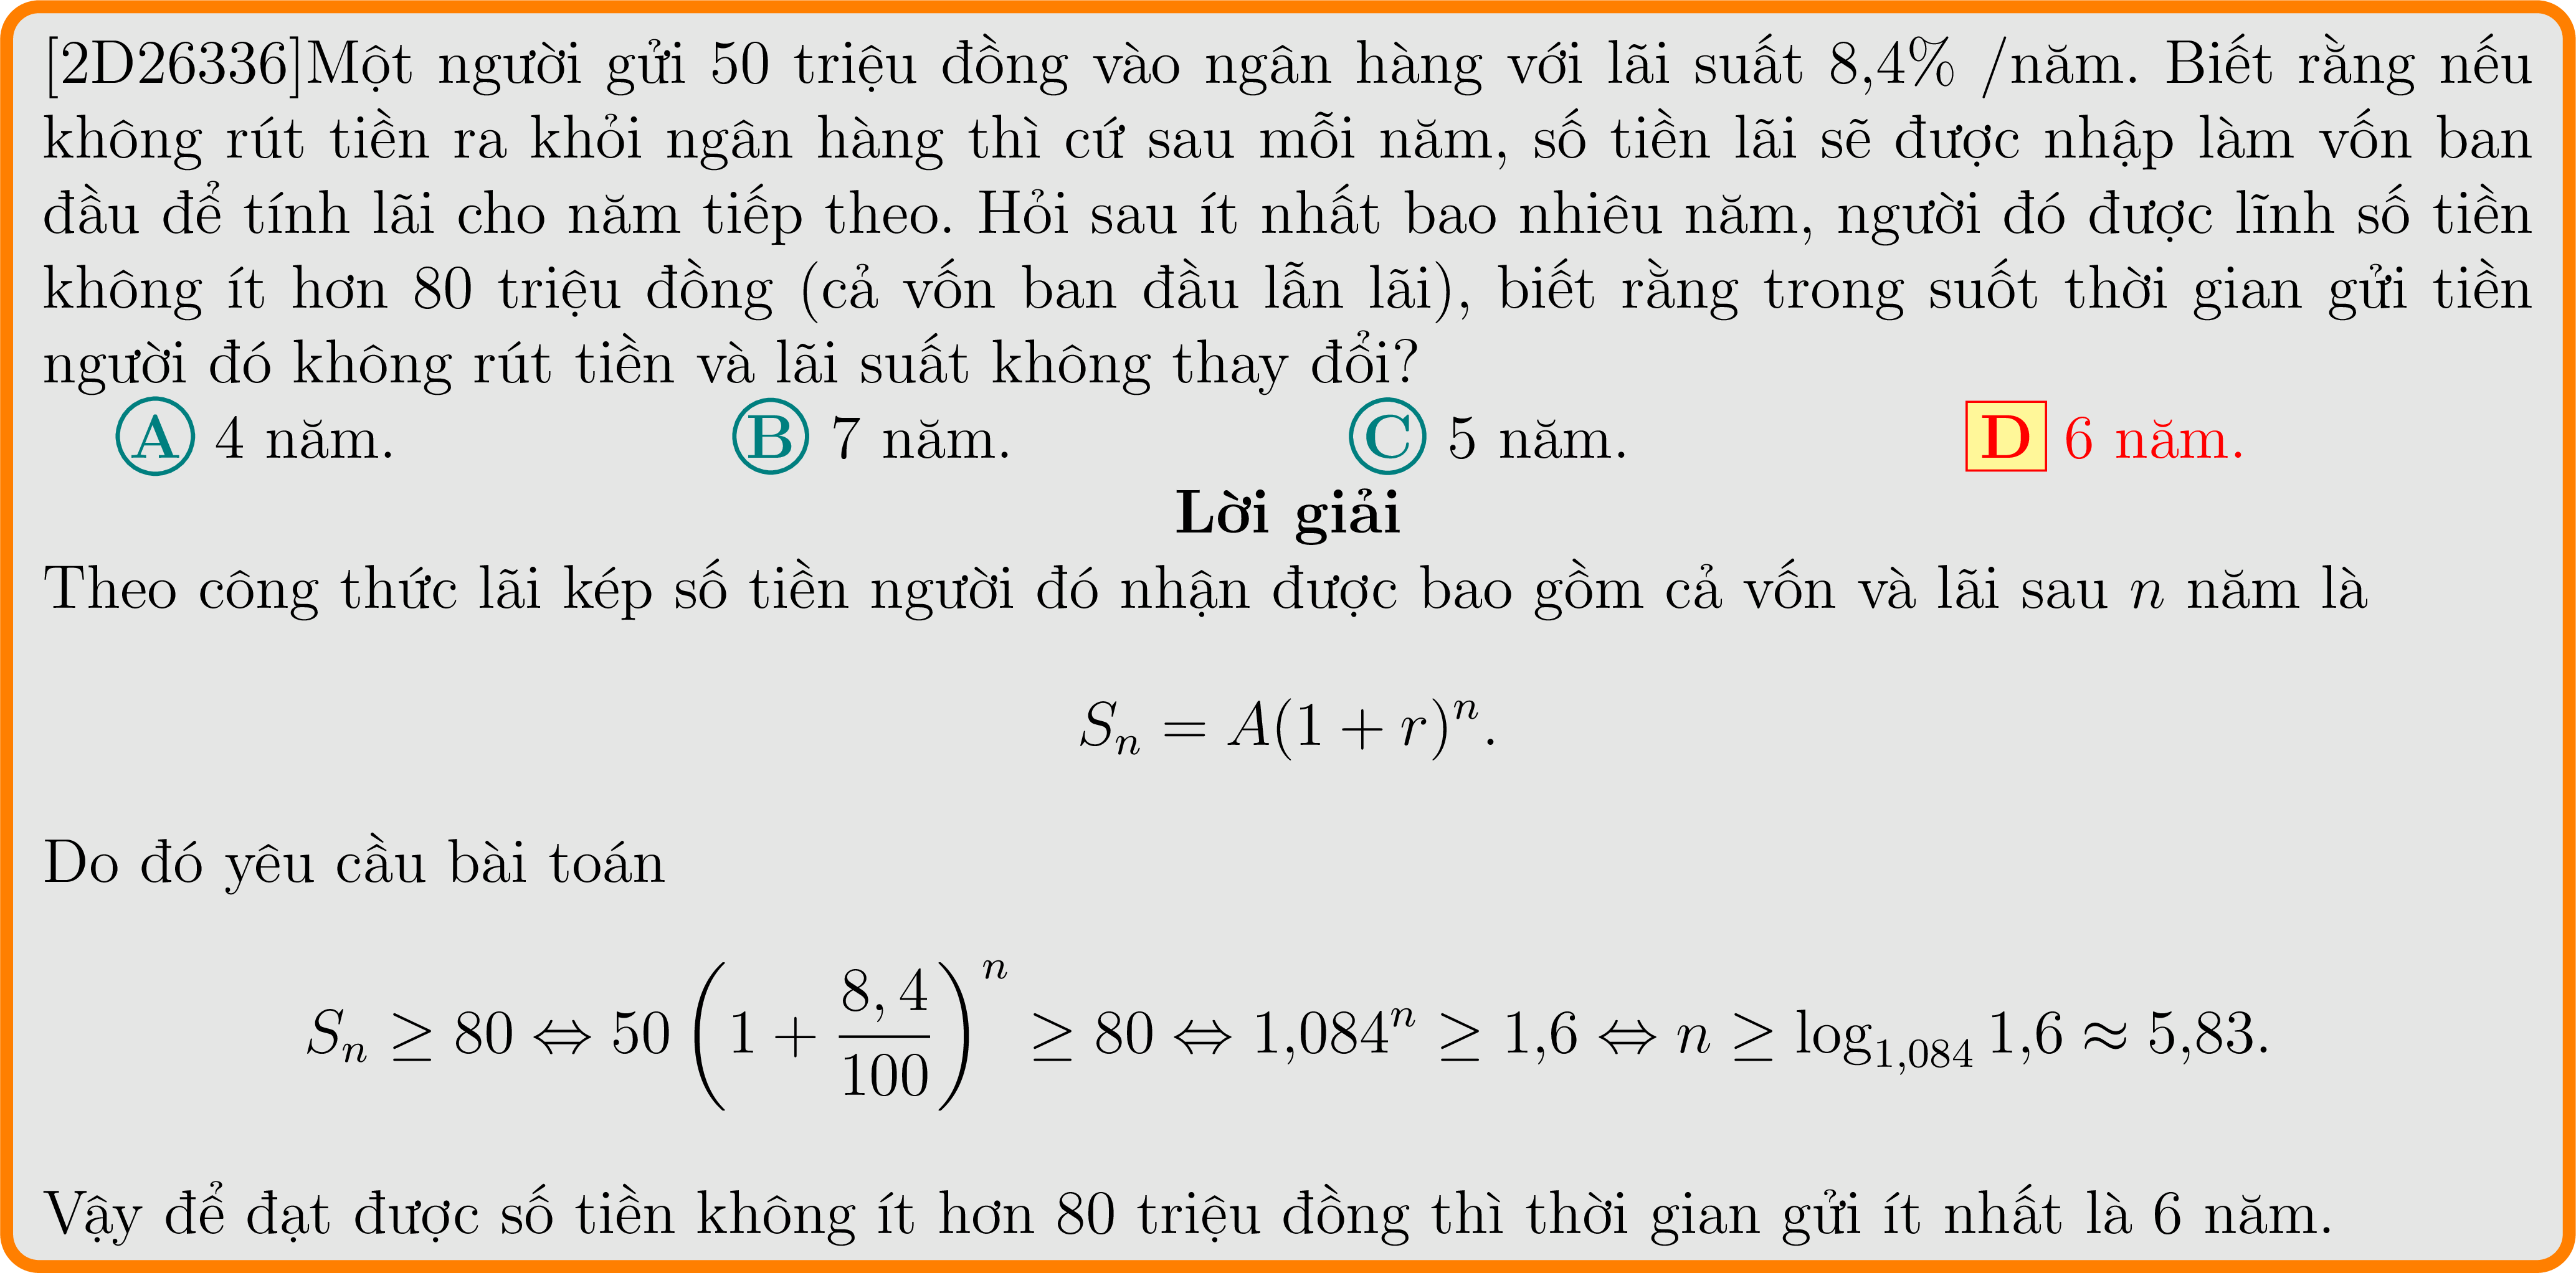 [2D26336]Một người gửi 50 triệu đồng vào ngân hàng với lãi suất 8,4% /năm. Biết rằng nếu
không rút tiền ra khỏi ngân hàng thì cứ sau mỗi năm, số tiền lãi sẽ được nhập làm vốn ban
đầu để tính lãi cho năm tiếp theo. Hỏi sau ít nhất bao nhiêu năm, người đó được lĩnh số tiền
không ít hơn 80 triệu đồng (cả vốn ban đầu lẫn lãi), biết rằng trong suốt thời gian gửi tiền
người đó không rút tiền và lãi suất không thay đổi?
A 4 năm. B 7 năm. C 5 năm. D 6 năm.
Lời giải
Theo công thức lãi kép số tiền người đó nhận được bao gồm cả vốn và lãi sau n năm là
$S_n = A(1 + r)^n.$
Do đó yêu cầu bài toán
$S_n \geq 80 \Leftrightarrow 50 \left(1 + \frac{8,4}{100}\right)^n \geq 80 \Leftrightarrow 1,084^n \geq 1,6 \Leftrightarrow n \geq \log_{1,084} 1,6 \approx 5,83.$
Vậy để đạt được số tiền không ít hơn 80 triệu đồng thì thời gian gửi ít nhất là 6 năm.